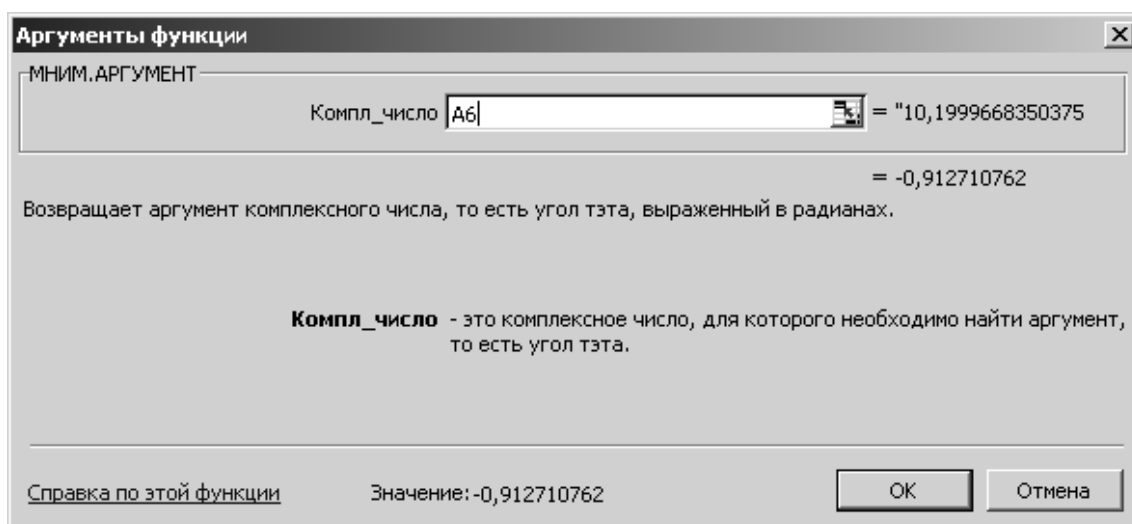 Аргументы функции
МНИМ.АРГУМЕНТ
Компл_число A6 = "10,1999668350375
= -0,912710762
Возвращает аргумент комплексного числа, то есть угол тэта, выраженный в радианах.
Компл_число - это комплексное число, для которого необходимо найти аргумент,
то есть угол тэта.
Справка по этой функции Значение:-0,912710762 ОК Отмена